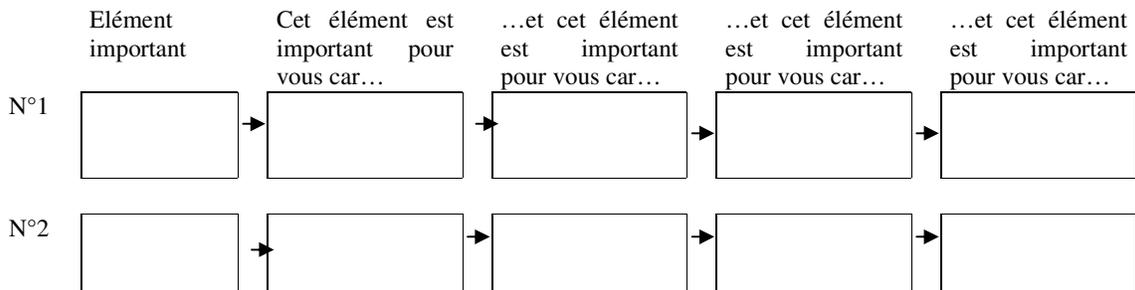 Elément
important
Cet élément est
important pour
vous car…
…et cet élément
est important
pour vous car…
…et cet élément
est important
pour vous car…
…et cet élément
est important
pour vous car…
N°1
N°2